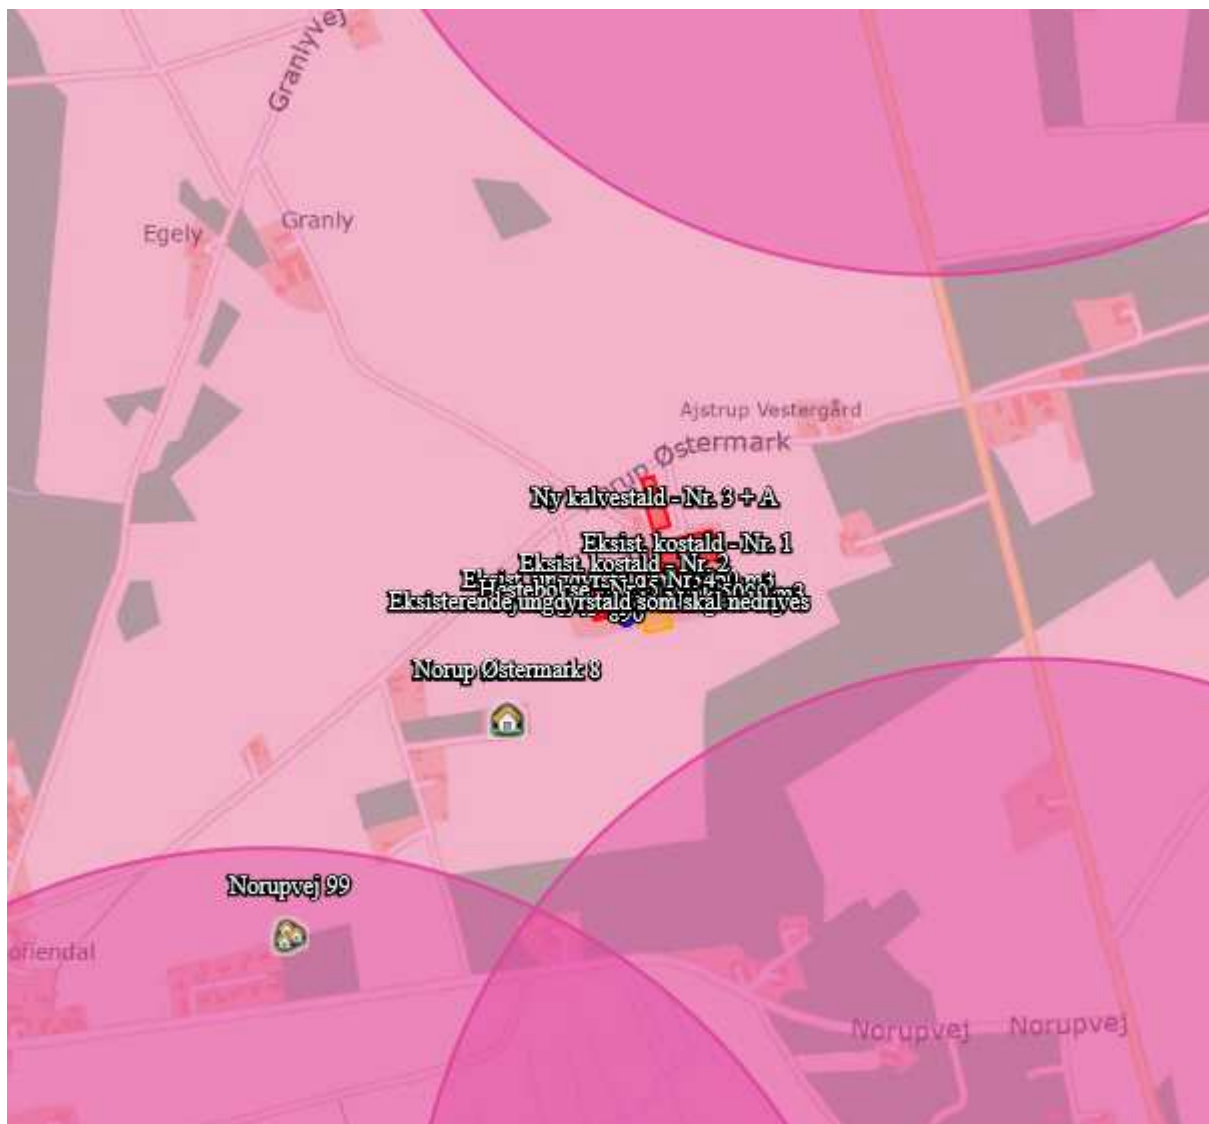 Granlyvej
Granly
Egely
Ajstrup Vestergård
Østermark
Ny kalvestald - Nr. 3 + A
Eksist. kostald - Nr. 1
Eksist. kostald - Nr. 2
Eksisterende ungdyrstald som skal nedrives
890
Norup Østermark 8
Norupvej 99
Norupvej
Norupvej